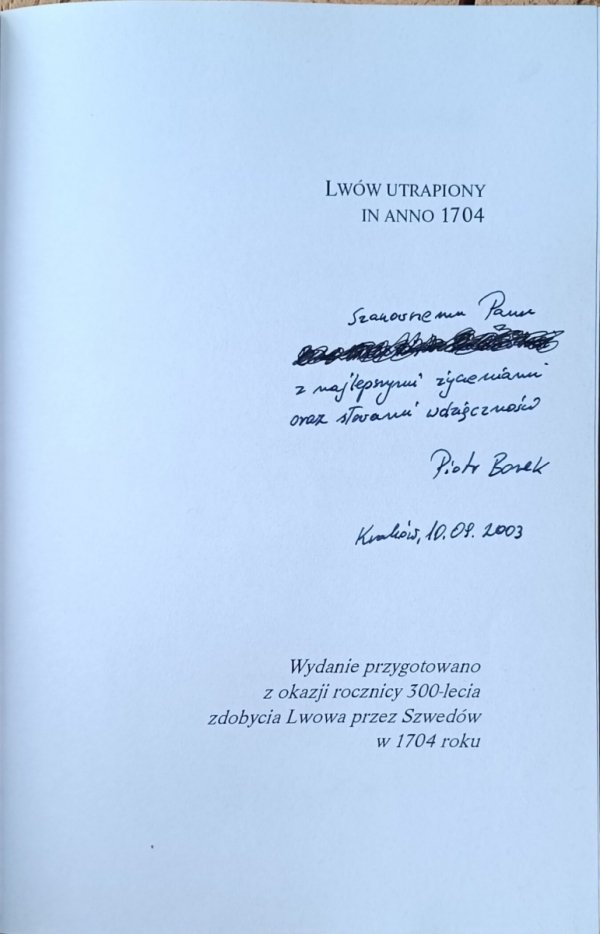 LWÓW UTRAPIONY
IN ANNO 1704
Szanownemu Panu
z najlepszymi życzeniami
oraz słowami wdzięczności
Piotr Borek
Kraków, 10.09.2003
Wydanie przygotowano
z okazji rocznicy 300-lecia
zdobycia Lwowa przez Szwedów
w 1704 roku